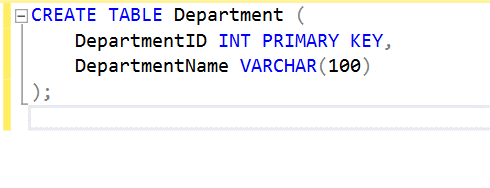 CREATE TABLE Department (
    DepartmentID INT PRIMARY KEY,
    DepartmentName VARCHAR(100)
);